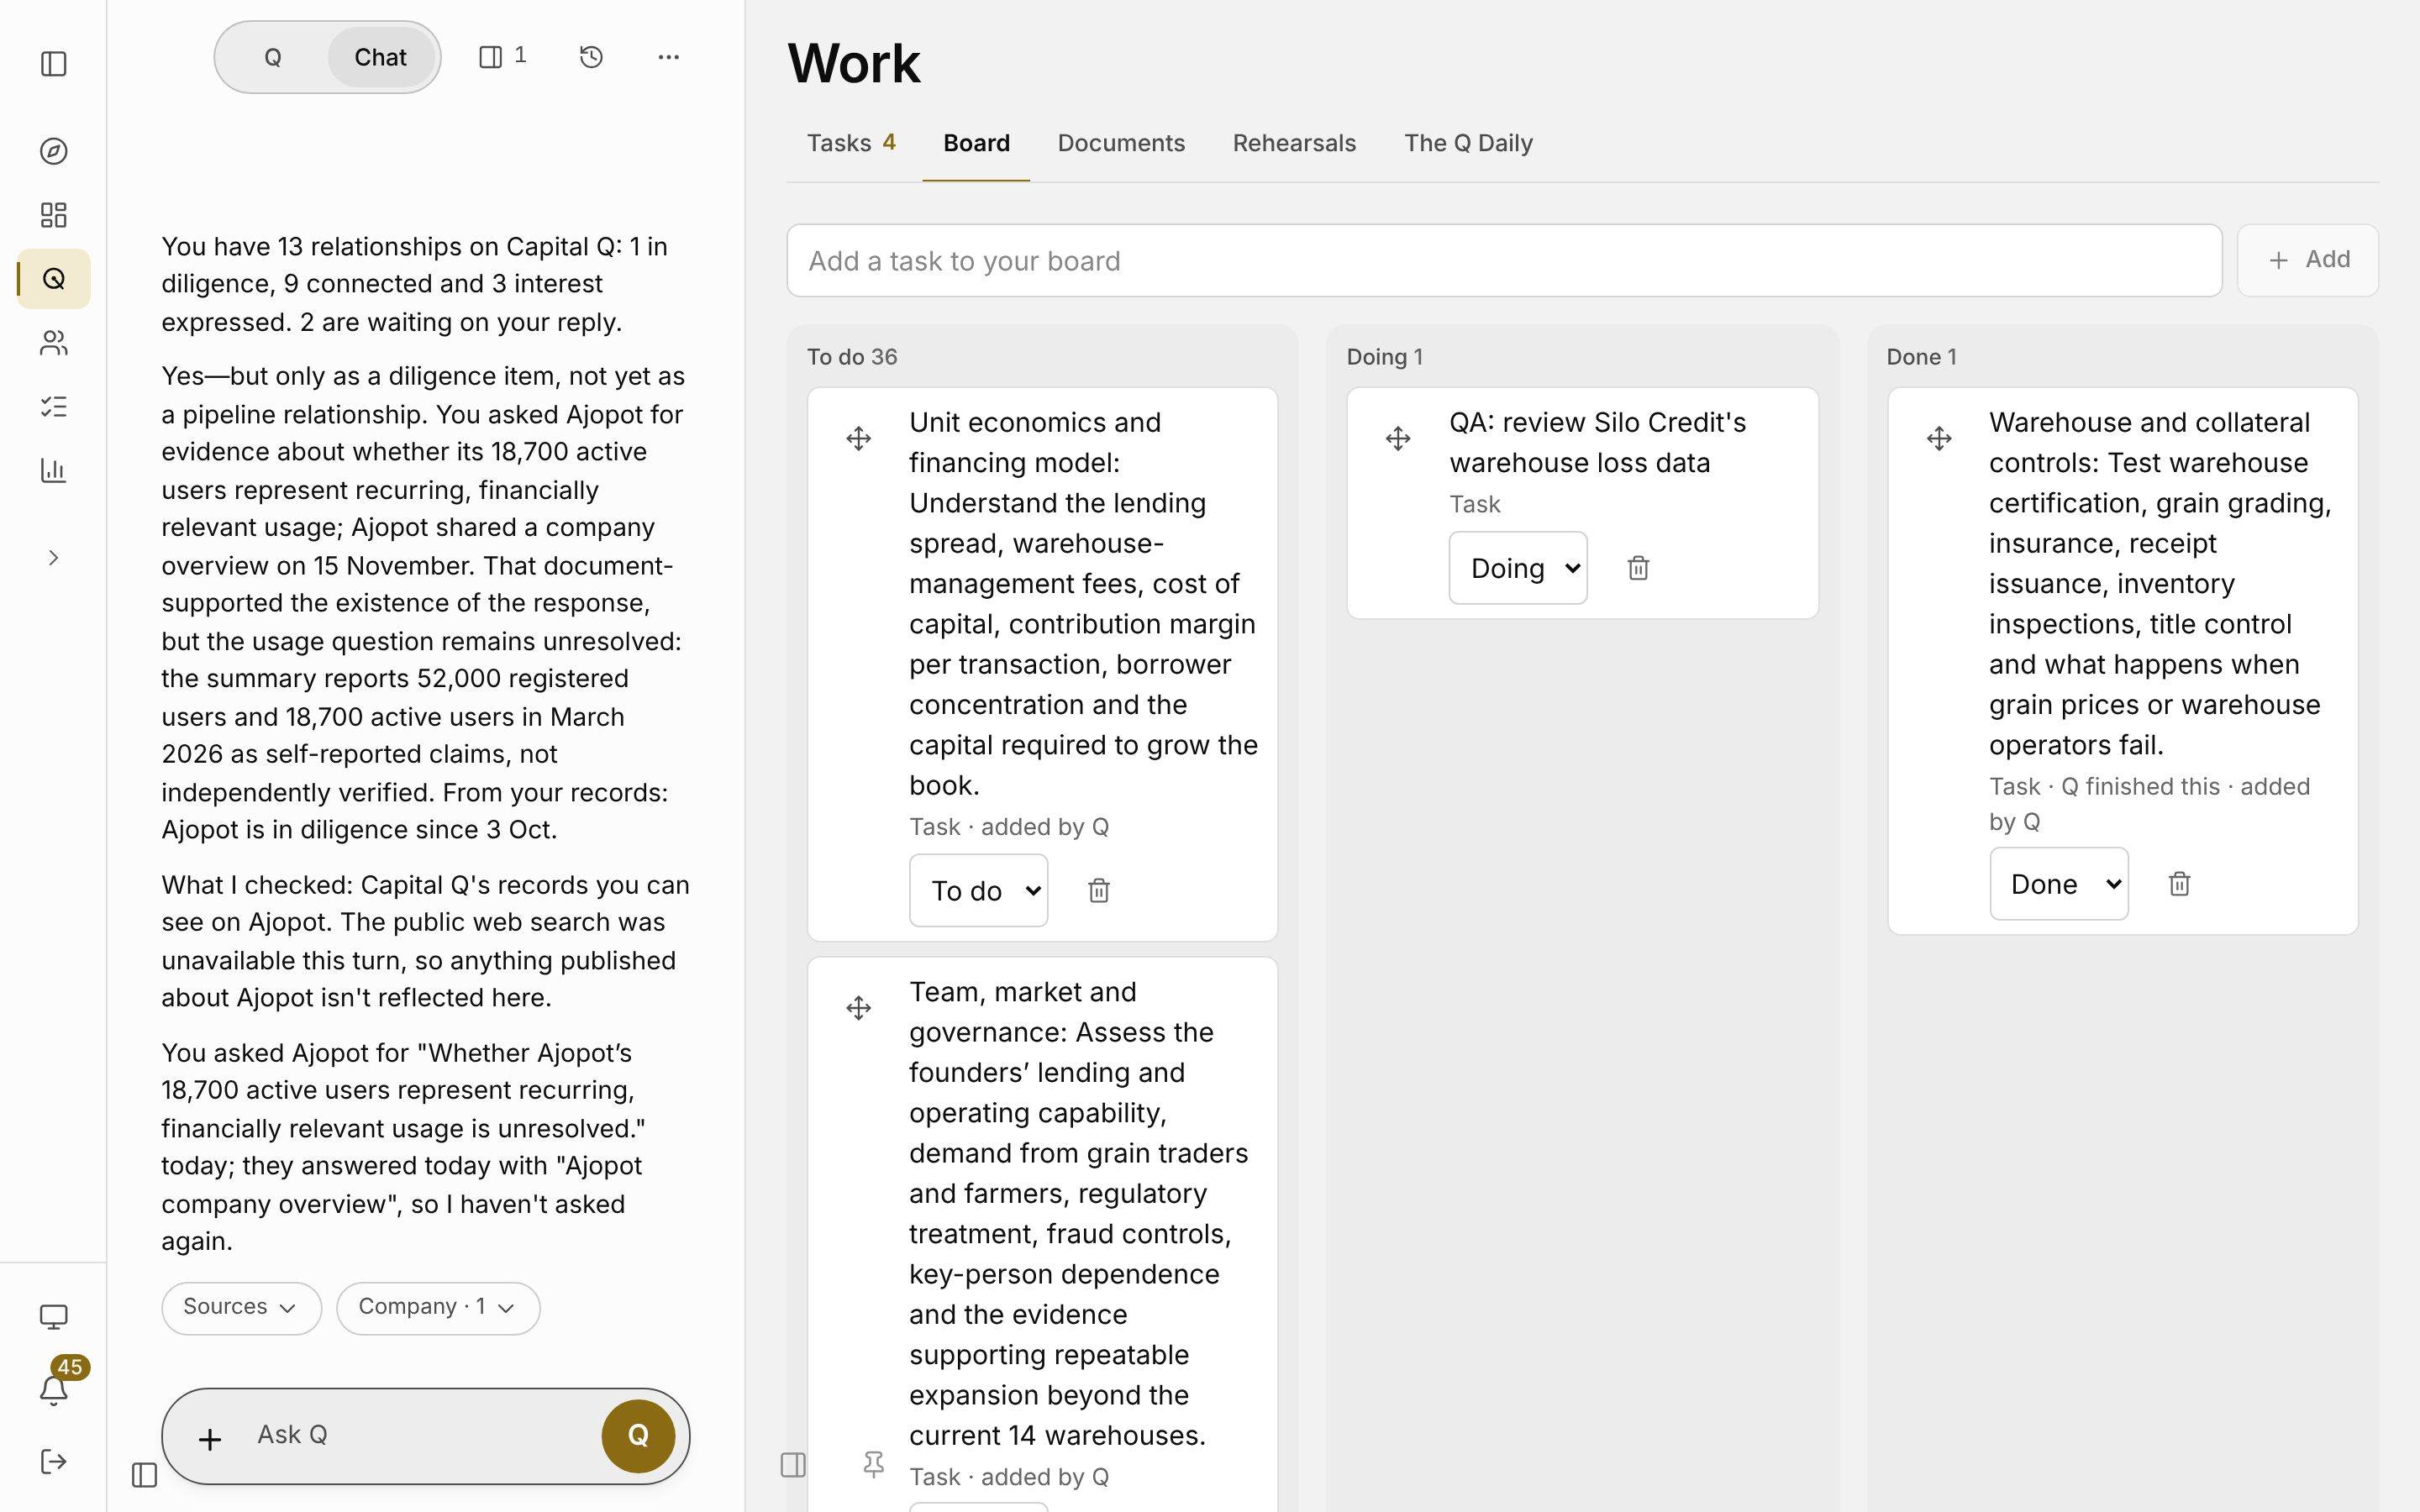 Q
Chat
1
You have 13 relationships on Capital Q: 1 in
diligence, 9 connected and 3 interest
expressed. 2 are waiting on your reply.
Yes—but only as a diligence item, not yet as
a pipeline relationship. You asked Ajopot for
evidence about whether its 18,700 active
users represent recurring, financially
relevant usage; Ajopot shared a company
overview on 15 November. That document-
supported the existence of the response,
but the usage question remains unresolved:
the summary reports 52,000 registered
users and 18,700 active users in March
2026 as self-reported claims, not
independently verified. From your records:
Ajopot is in diligence since 3 Oct.
What I checked: Capital Q's records you can
see on Ajopot. The public web search was
unavailable this turn, so anything published
about Ajopot isn't reflected here.
You asked Ajopot for "Whether Ajopot’s
18,700 active users represent recurring,
financially relevant usage is unresolved."
today; they answered today with "Ajopot
company overview", so I haven't asked
again.
Sources
Company · 1
45
Ask Q
Q
Work
Tasks 4
Board
Documents
Rehearsals
The Q Daily
Add a task to your board
Add
To do 36
Unit economics and
financing model:
Understand the lending
spread, warehouse-
management fees, cost of
capital, contribution margin
per transaction, borrower
concentration and the
capital required to grow the
book.
Task · added by Q
To do
Team, market and
governance: Assess the
founders’ lending and
operating capability,
demand from grain traders
and farmers, regulatory
treatment, fraud controls,
key-person dependence
and the evidence
supporting repeatable
expansion beyond the
current 14 warehouses.
Task · added by Q
Doing 1
QA: review Silo Credit's
warehouse loss data
Task
Doing
Done 1
Warehouse and collateral
controls: Test warehouse
certification, grain grading,
insurance, receipt
issuance, inventory
inspections, title control
and what happens when
grain prices or warehouse
operators fail.
Task · Q finished this · added
by Q
Done